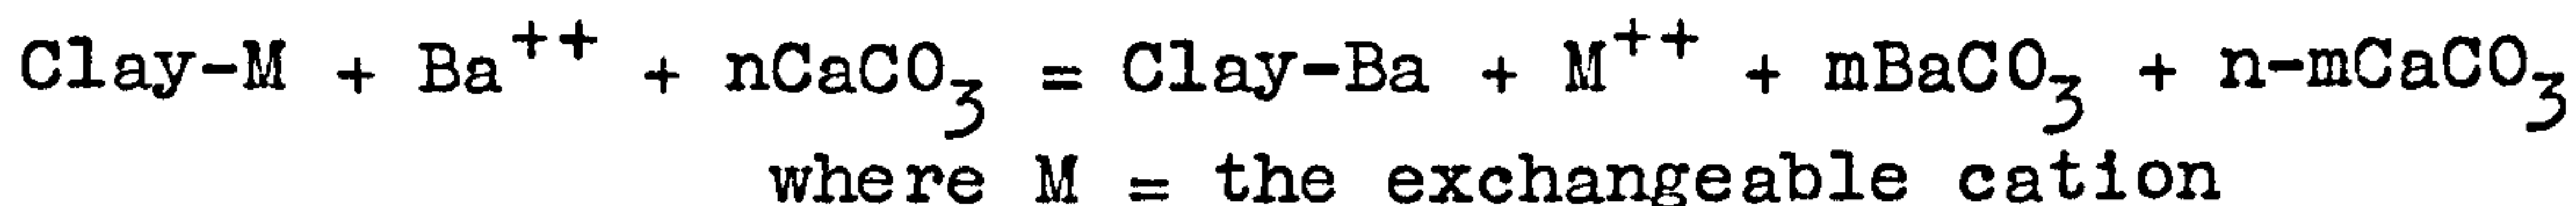 Clay-M + Ba++ + nCaCO3 = Clay-Ba + M++ + mBaCO3 + n-mCaCO3
where M = the exchangeable cation